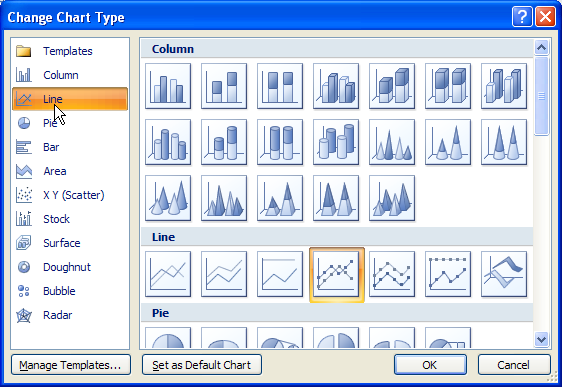 Change Chart Type
Templates
Column
Line
Pie
Bar
Area
X Y (Scatter)
Stock
Surface
Doughnut
Bubble
Radar
Column
Line
Pie
Manage Templates...
Set as Default Chart
OK
Cancel